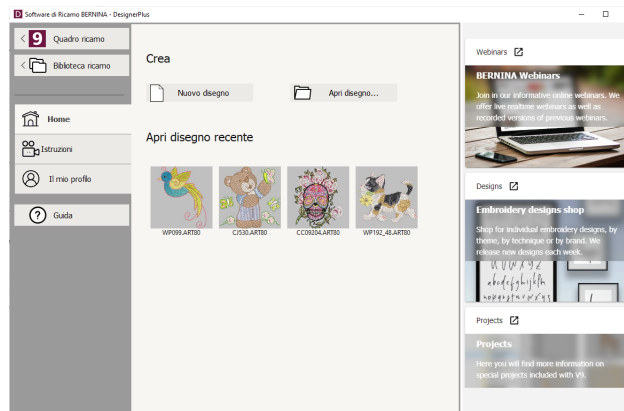 D Software di Ricamo BERNINA - DesignerPlus
9 Quadro ricamo
Biblioteca ricamo
Home
Istruzioni
Il mio profilo
? Guida
Crea
Nuovo disegno
Apri disegno...
Apri disegno recente
WP099.ART80
CJ530.ART80
CC09204.ART80
WP192_48.ART80
Webinars
BERNINA Webinars
Join in our informative online webinars. We
offer live realtime webinars as well as
recorded versions of previous webinars.
Designs
Embroidery designs shop
Shop for individual embroidery designs, by
theme, by technique or by brand. We
release new designs each week.
Projects
Projects
Here you will find more information on
special projects included with V9.